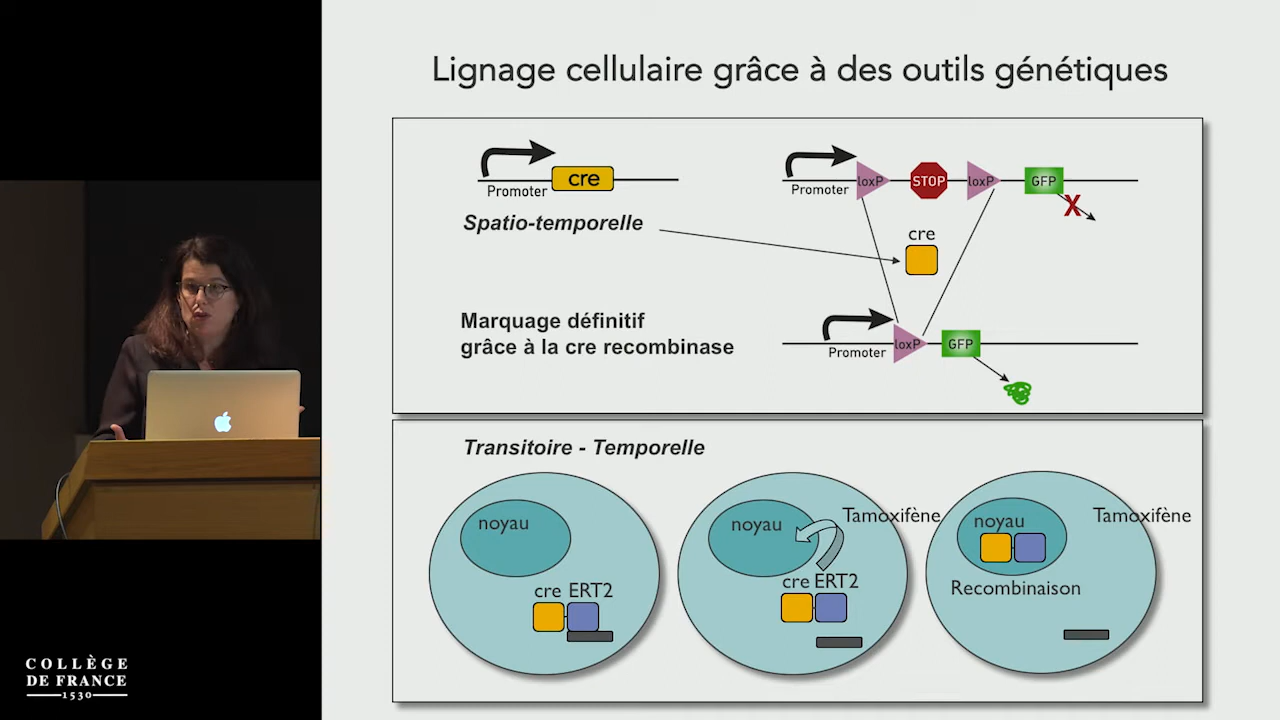 Lignage cellulaire grâce à des outils génétiques
Promoter
cre
Promoter
loxP
STOP
loxP
GFP
X
Spatio-temporelle
cre
Marquage définitif
grâce à la cre recombinase
Promoter
loxP
GFP
Transitoire - Temporelle
noyau
cre ERT2
noyau
Tamoxifène
cre ERT2
noyau
Tamoxifène
Recombinaison
COLLÈGE
DE FRANCE
1530